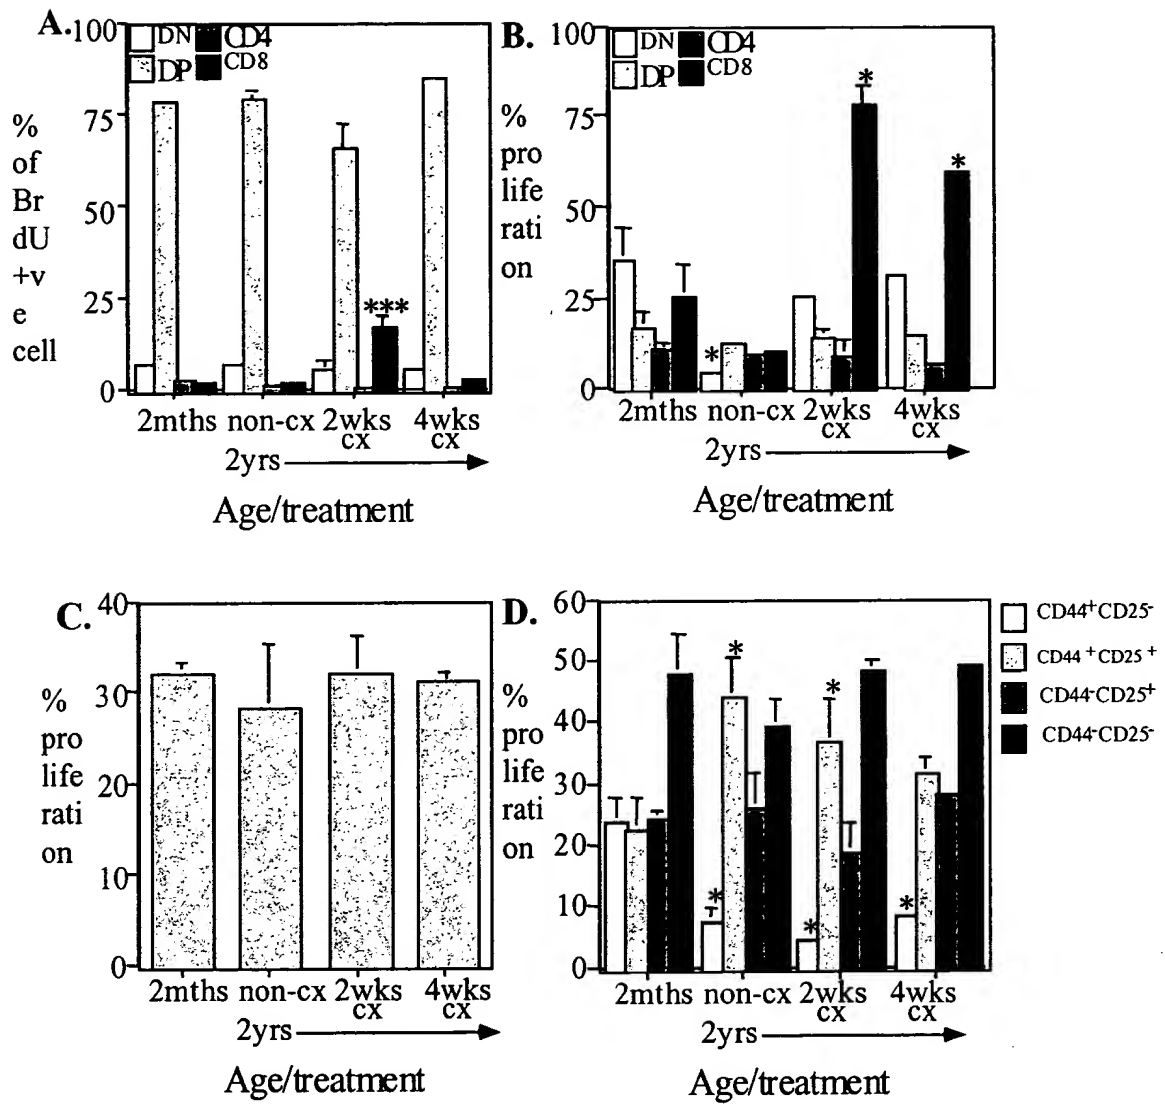 A.
100
75
50
25
0
DN CD4
DP CD8
%
of
Br
dU
+v
e
cell
***
2mths non-cx 2wks 4wks
cx cx
2yrs
Age/treatment
B.
100
75
50
25
0
DN CD4
DP CD8
%
pro
life
rati
on
*
*
*
2mths non-cx 2wks 4wks
cx cx
2yrs
Age/treatment
C.
40
30
20
10
0
%
pro
life
rati
on
2mths non-cx 2wks 4wks
cx cx
2yrs
Age/treatment
D.
60
50
40
30
20
10
0
%
pro
life
rati
on
*
*
*
*
*
2mths non-cx 2wks 4wks
cx cx
2yrs
Age/treatment
CD44+CD25-
CD44+CD25+
CD44-CD25+
CD44-CD25-